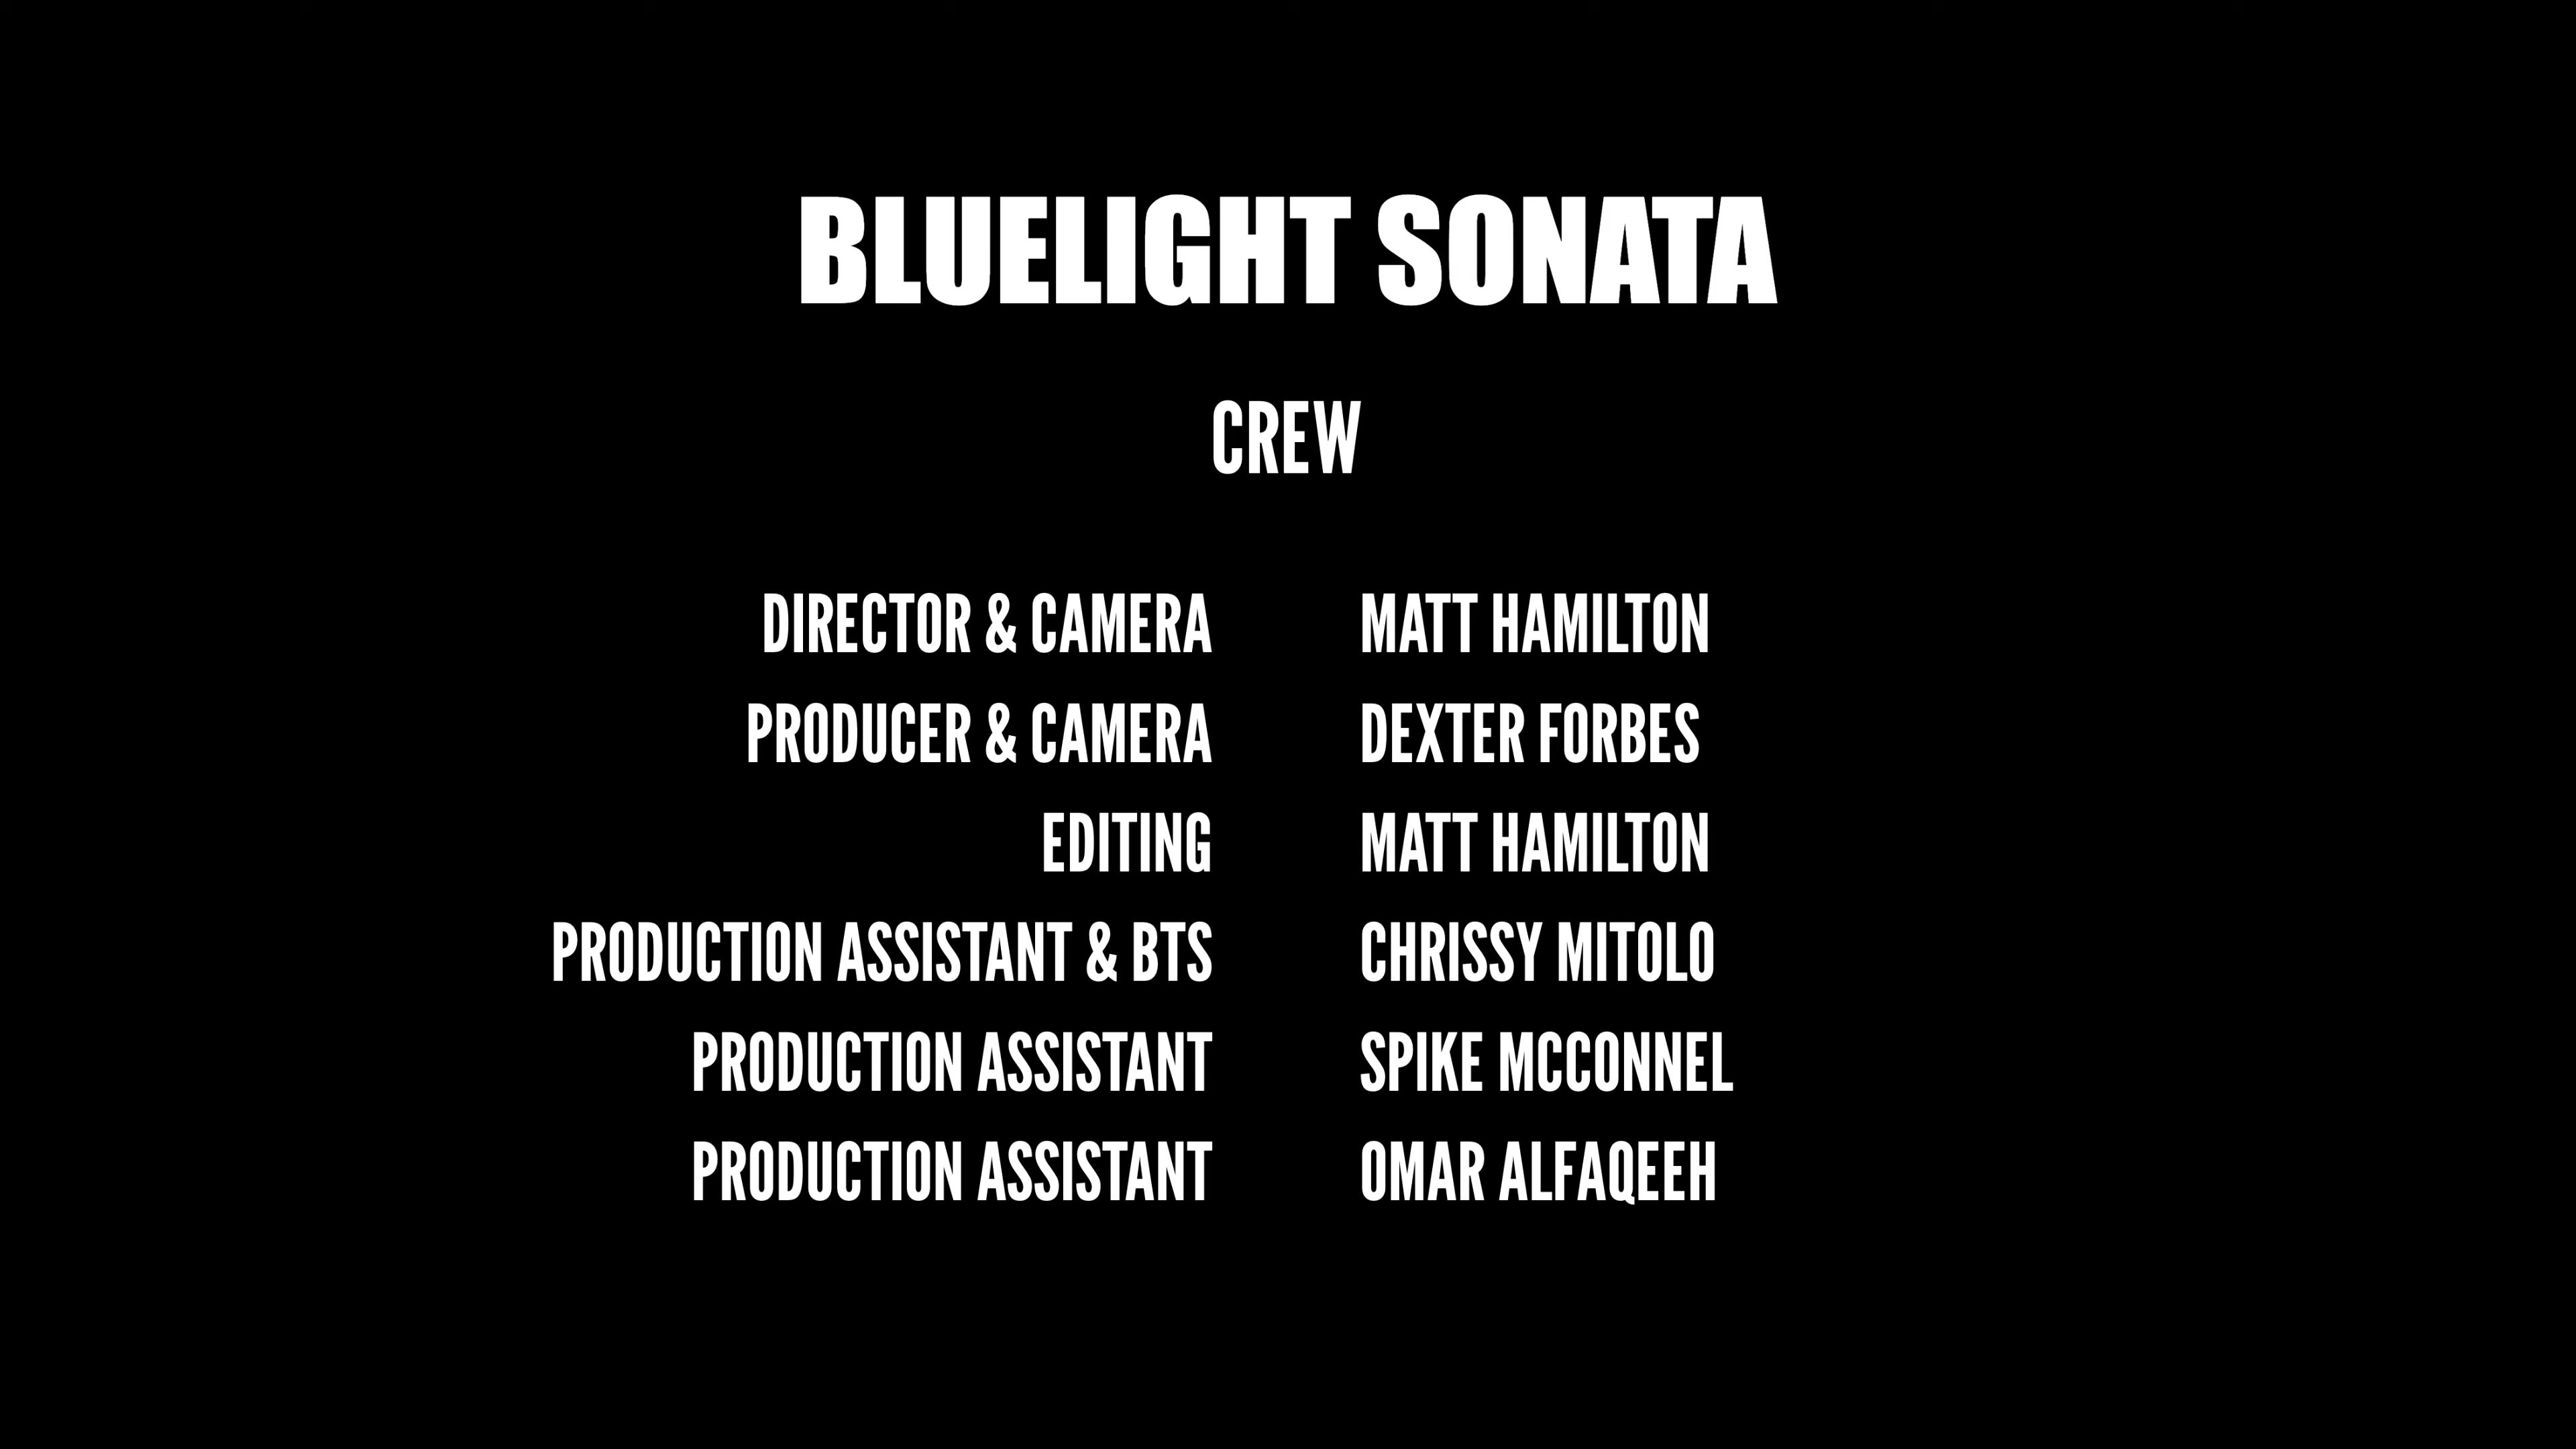 BLUELIGHT SONATA
CREW
DIRECTOR & CAMERA MATT HAMILTON
PRODUCER & CAMERA DEXTER FORBES
EDITING MATT HAMILTON
PRODUCTION ASSISTANT & BTS CHRISSY MITOLO
PRODUCTION ASSISTANT SPIKE MCCONNEL
PRODUCTION ASSISTANT OMAR ALFAQEEH